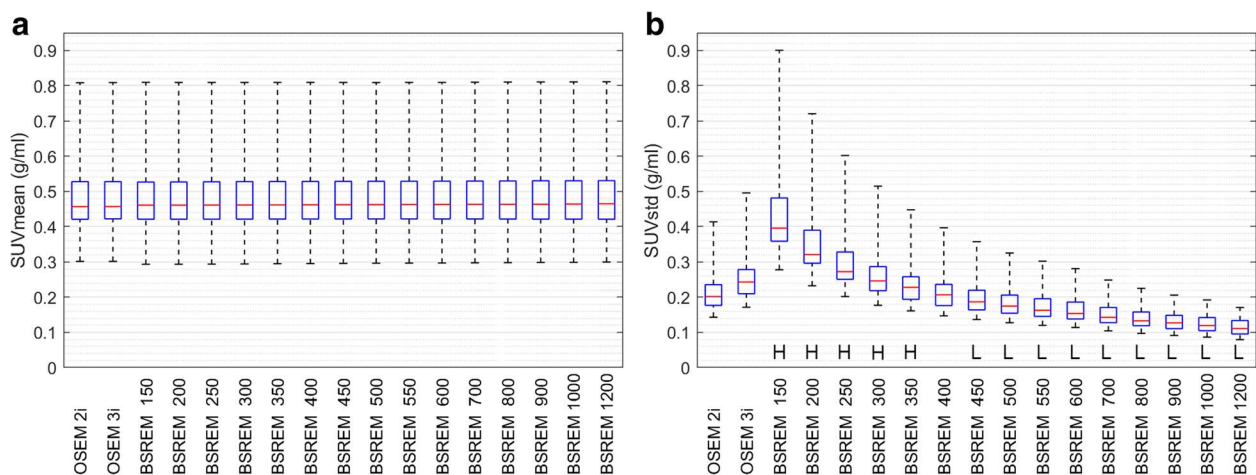 a
SUVmean (g/ml)
0.9
0.8
0.7
0.6
0.5
0.4
0.3
0.2
0.1
0
OSEM 2i
OSEM 3i
BSREM 150
BSREM 200
BSREM 250
BSREM 300
BSREM 350
BSREM 400
BSREM 450
BSREM 500
BSREM 550
BSREM 600
BSREM 700
BSREM 800
BSREM 900
BSREM 1000
BSREM 1200
b
SUVstd (g/ml)
0.9
0.8
0.7
0.6
0.5
0.4
0.3
0.2
0.1
0
H H H H H L L L L L L L L L
OSEM 2i
OSEM 3i
BSREM 150
BSREM 200
BSREM 250
BSREM 300
BSREM 350
BSREM 400
BSREM 450
BSREM 500
BSREM 550
BSREM 600
BSREM 700
BSREM 800
BSREM 900
BSREM 1000
BSREM 1200